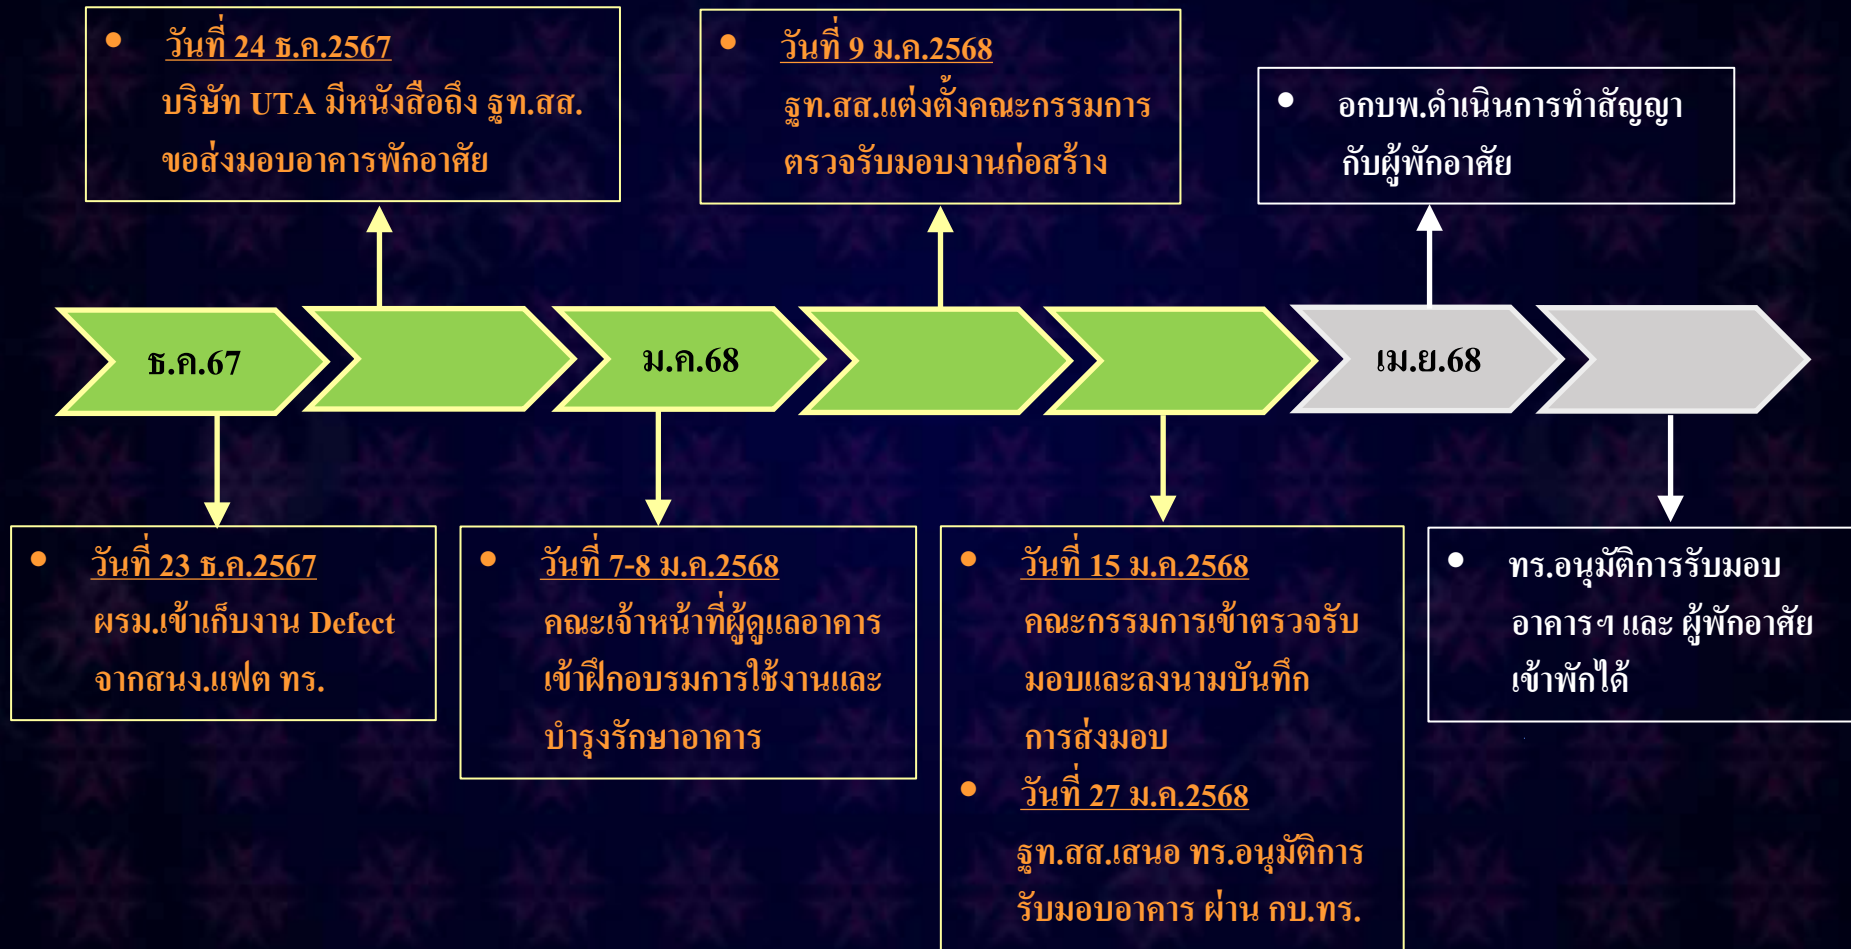 วันที่ 24 ธ.ค.2567
บริษัท UTA มีหนังสือถึง ฐท.สส.
ขอส่งมอบอาคารพักอาศัย
วันที่ 9 ม.ค.2568
ฐท.สส.แต่งตั้งคณะกรรมการ
ตรวจรับมอบงานก่อสร้าง
อกบพ.ดำเนินการทำสัญญา
กับผู้พักอาศัย
ธ.ค.67
ม.ค.68
เม.ย.68
วันที่ 23 ธ.ค.2567
ผรม.เข้าเก็บงาน Defect
จากสนง.แฟต ทร.
วันที่ 7-8 ม.ค.2568
คณะเจ้าหน้าที่ผู้ดูแลอาคาร
เข้าฝึกอบรมการใช้งานและ
บำรุงรักษาอาคาร
วันที่ 15 ม.ค.2568
คณะกรรมการเข้าตรวจรับ
มอบและลงนามบันทึก
การส่งมอบ
วันที่ 27 ม.ค.2568
ฐท.สส.เสนอ ทร.อนุมัติการ
รับมอบอาคาร ผ่าน กบ.ทร.
ทร.อนุมัติการรับมอบ
อาคารฯ และ ผู้พักอาศัย
เข้าพักได้